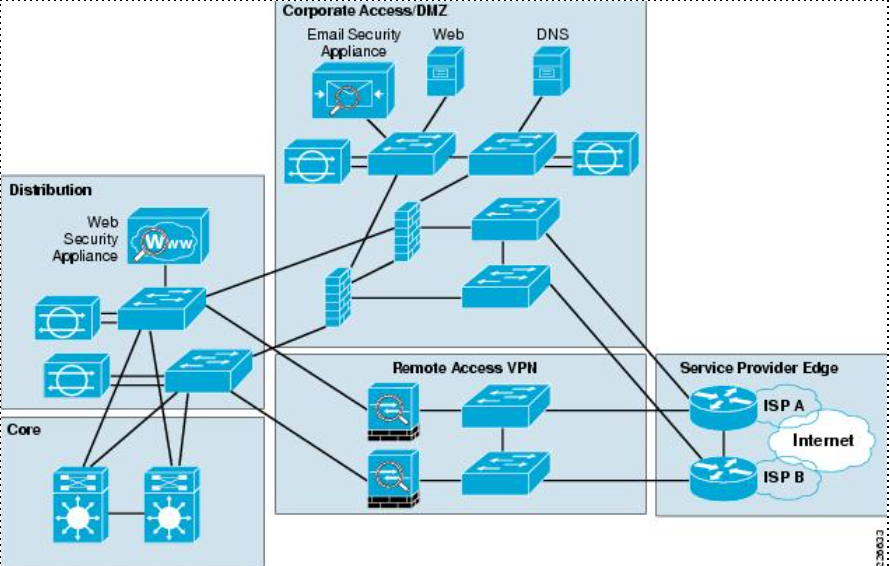 Corporate Access/DMZ
Email Security
Appliance
Web
DNS
Distribution
Web
Security
Appliance
Www
Remote Access VPN
Service Provider Edge
ISP A
Internet
ISP B
Core
226633